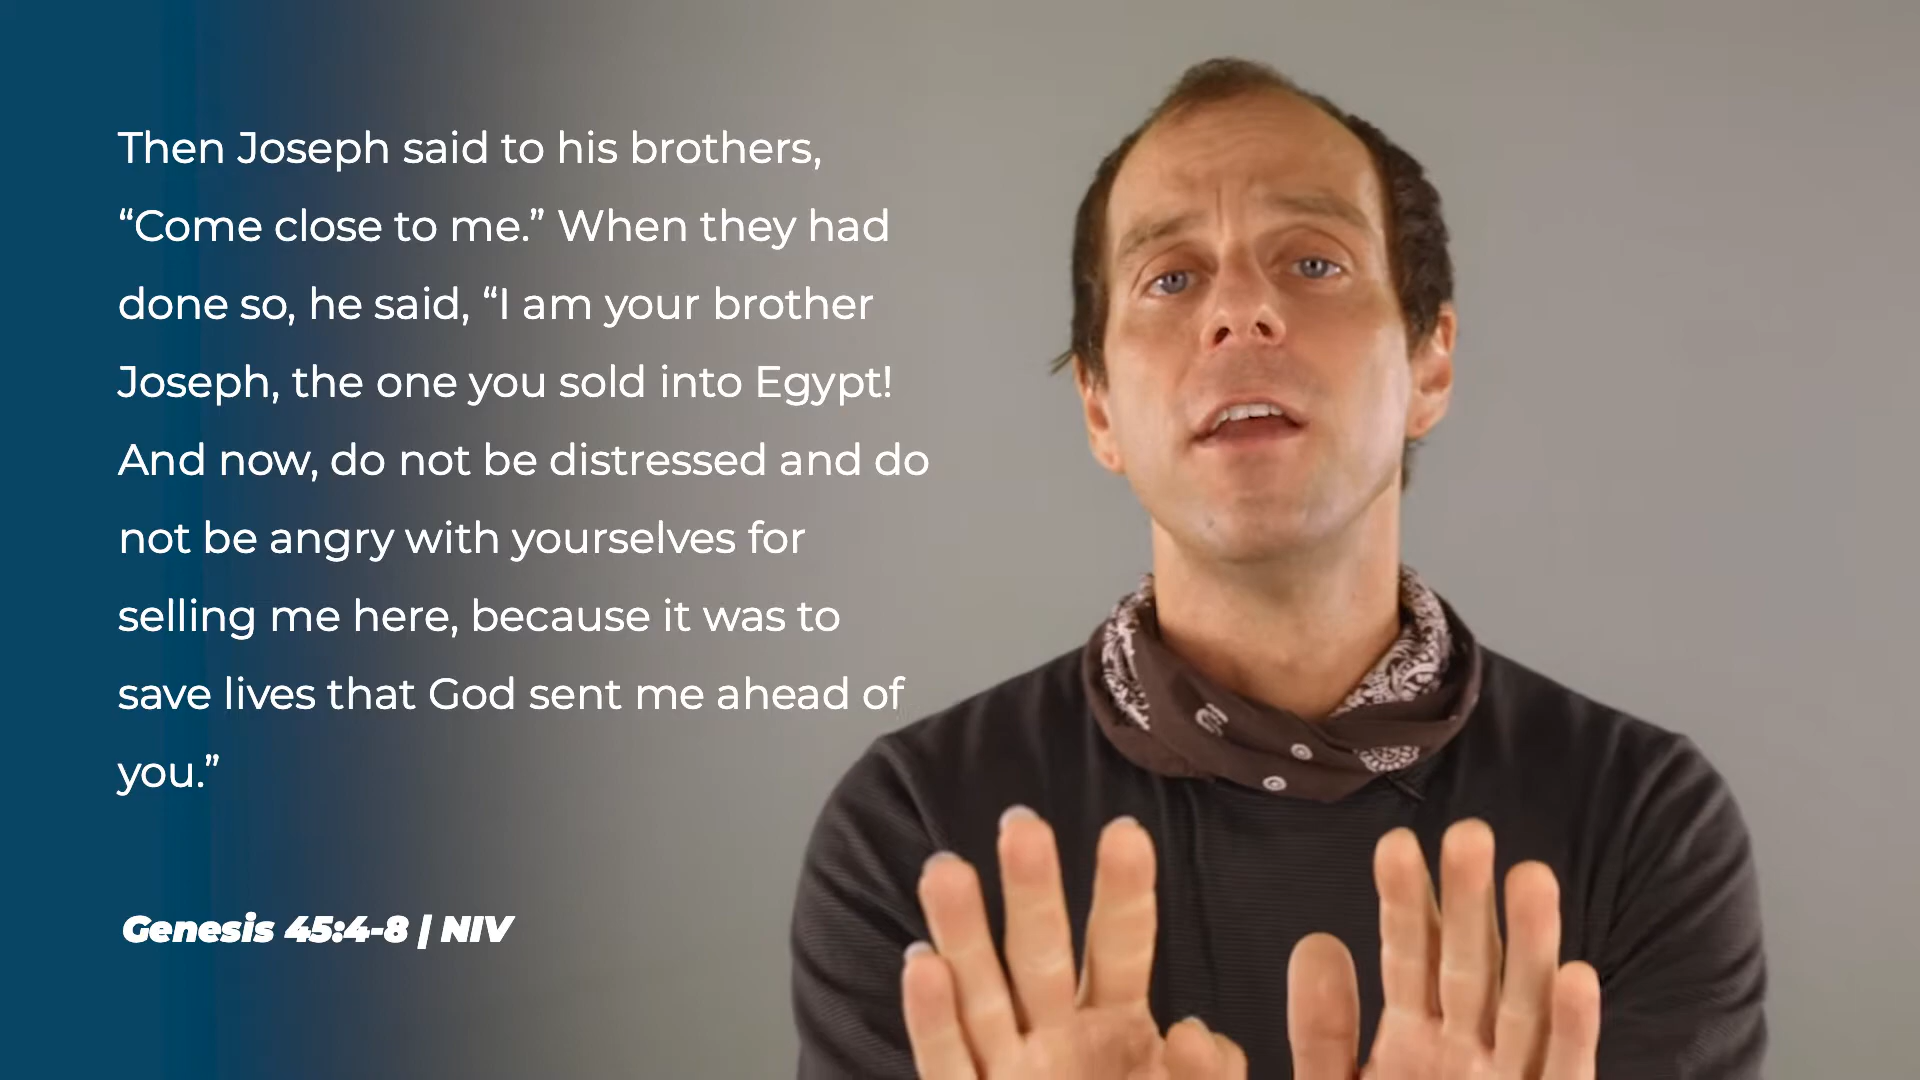 Then Joseph said to his brothers,
“Come close to me.” When they had
done so, he said, “I am your brother
Joseph, the one you sold into Egypt!
And now, do not be distressed and do
not be angry with yourselves for
selling me here, because it was to
save lives that God sent me ahead of
you.”
Genesis 45:4-8 | NIV